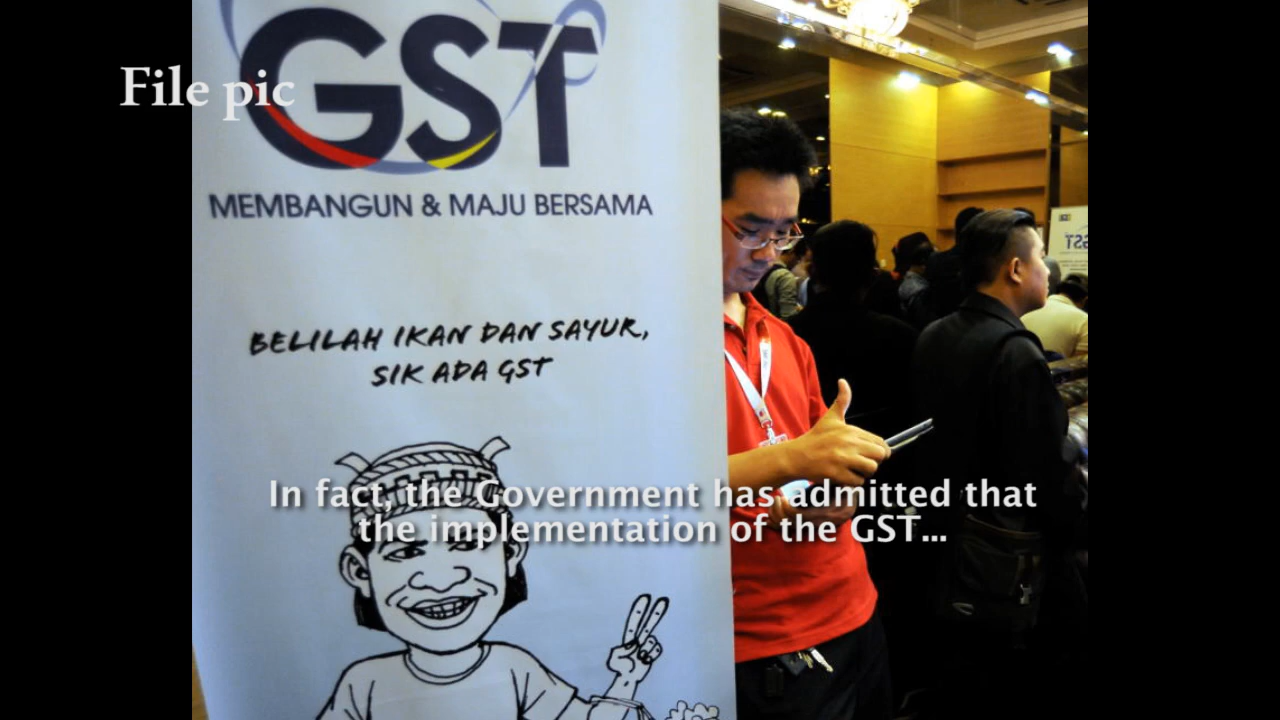 File pic
GST
MEMBANGUN & MAJU BERSAMA
BELILAH IKAN DAN SAYUR,
SIK ADA GST
GST
In fact, the Government has admitted that
the implementation of the GST...